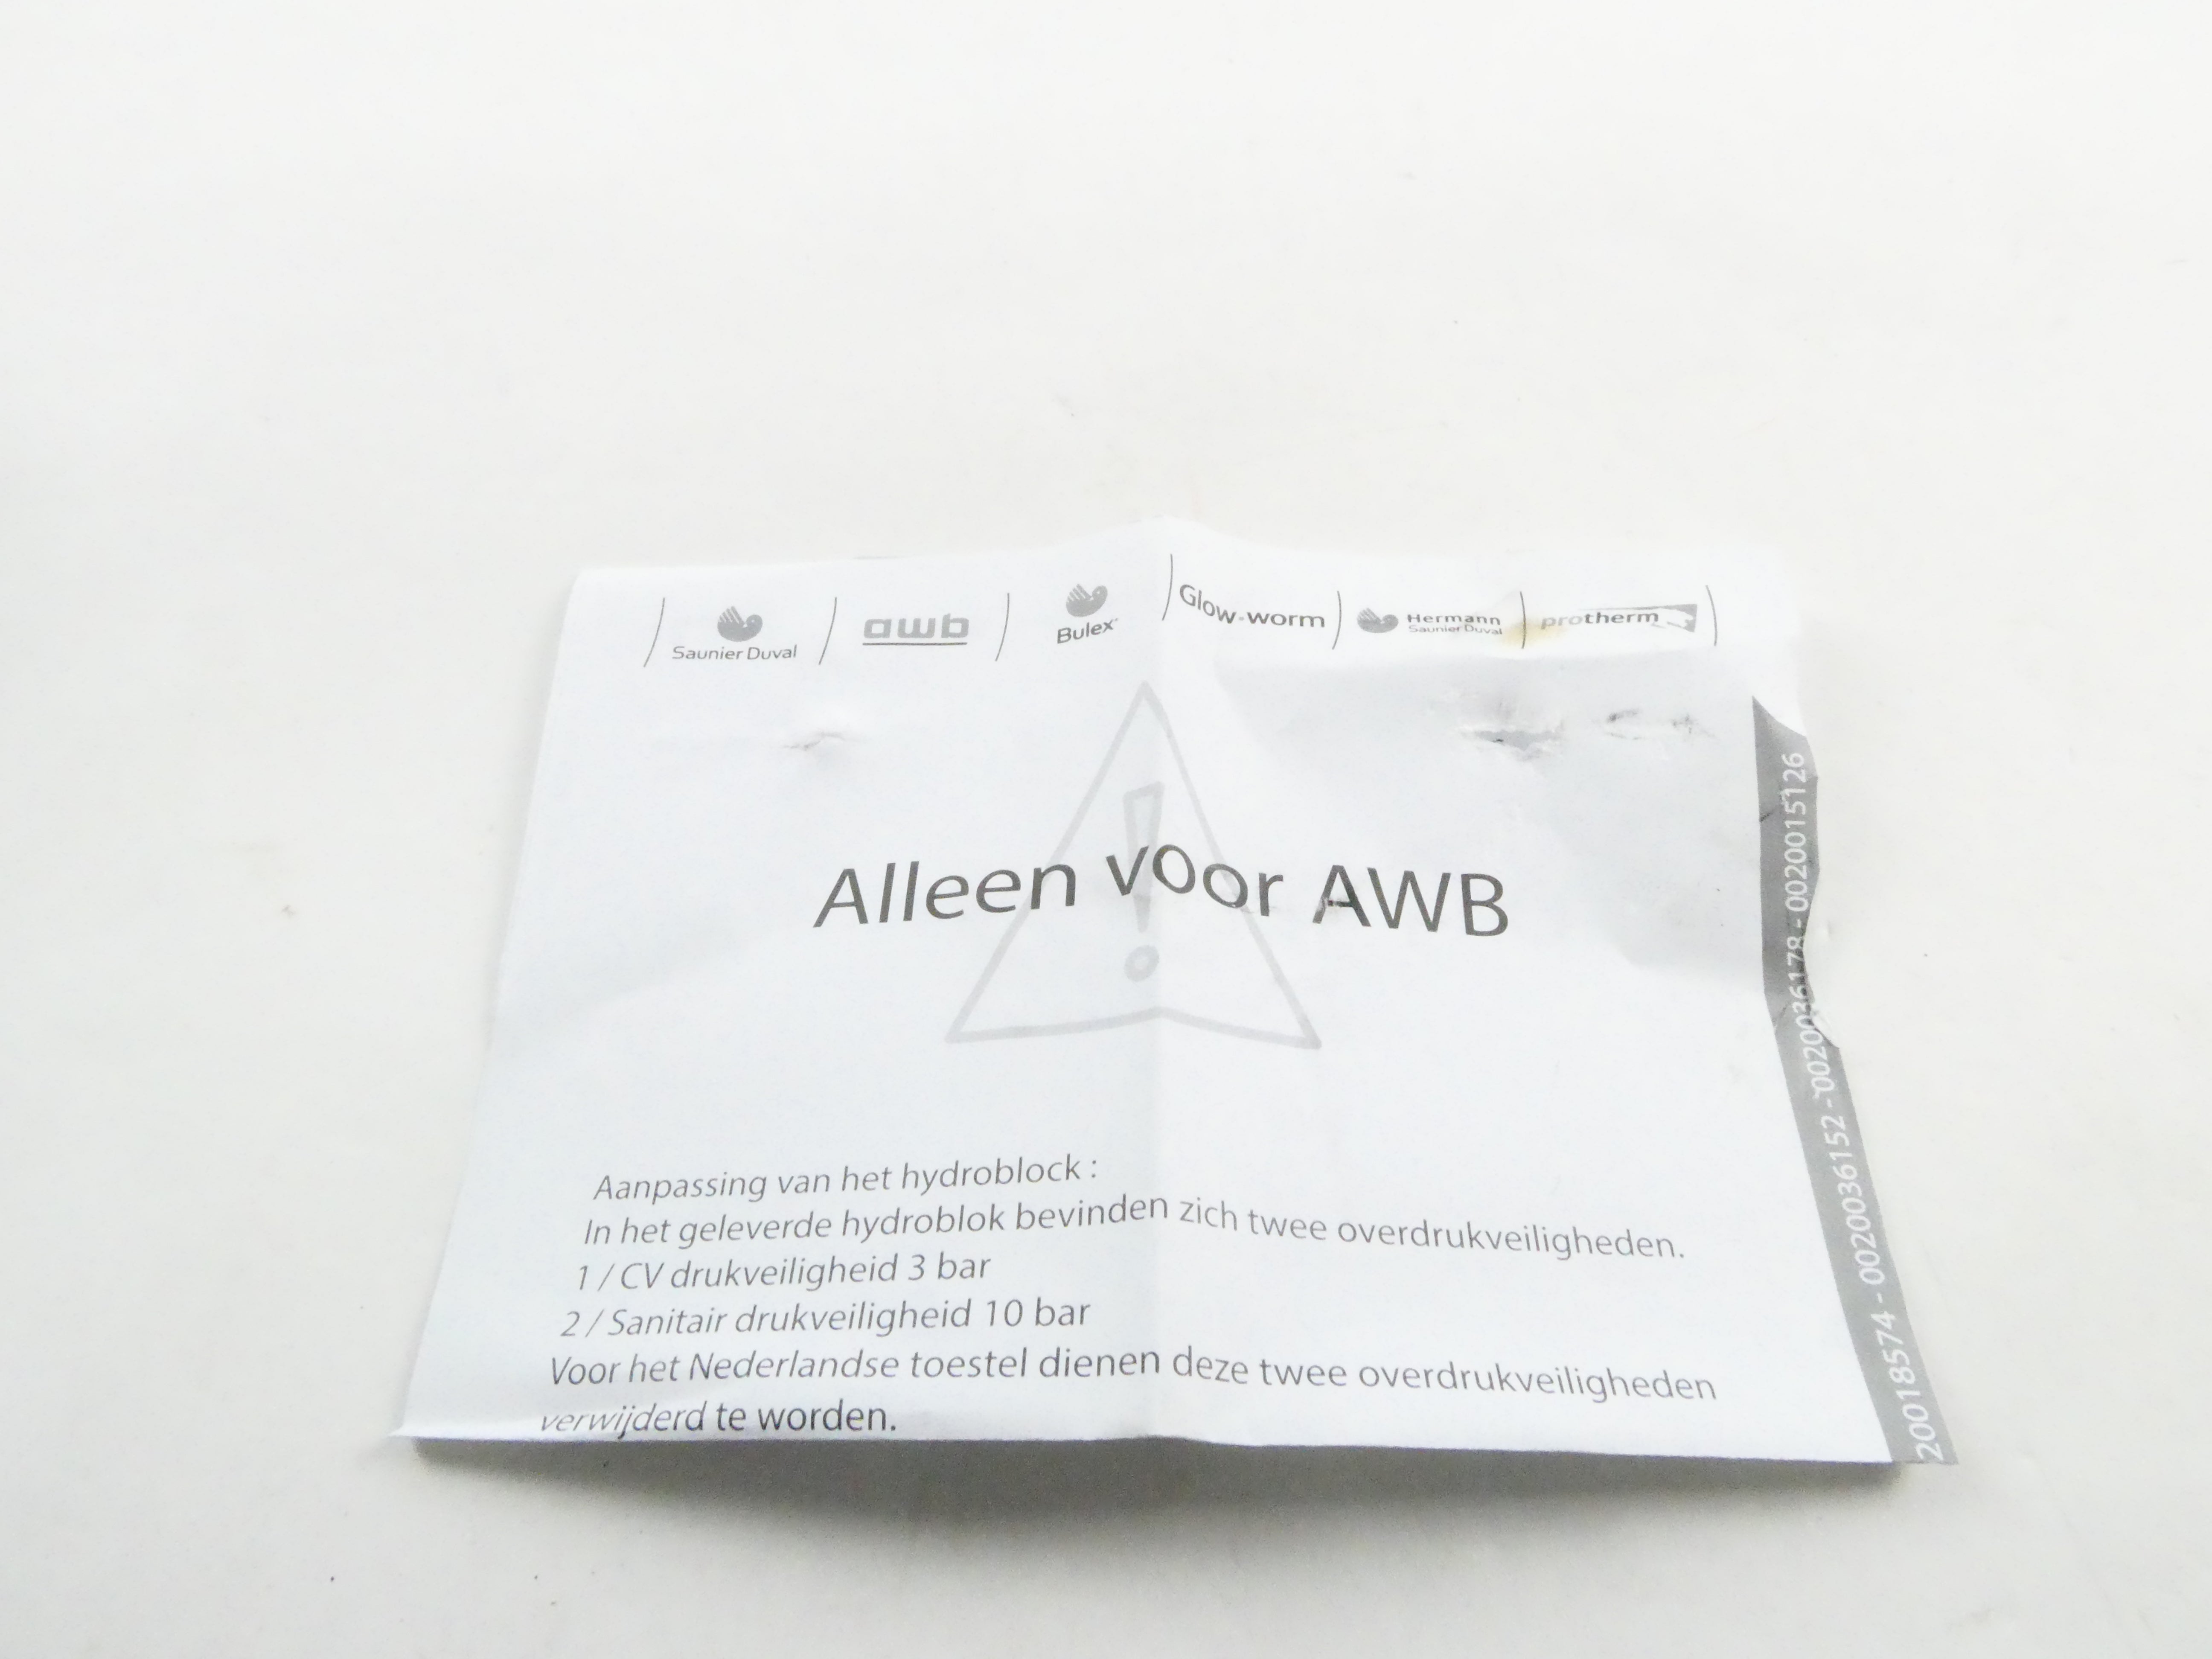 Saunier Duval
awb
Bulex
Glow-worm
Hermann
Saunier Duval
protherm
Alleen voor AWB
Aanpassing van het hydroblock :
In het geleverde hydroblok bevinden zich twee overdrukveiligheden.
1 / CV drukveiligheid 3 bar
2 / Sanitair drukveiligheid 10 bar
Voor het Nederlandse toestel dienen deze twee overdrukveiligheden
verwijderd te worden.
20018574 - 0020036152 - 0020036178 - 0020015126